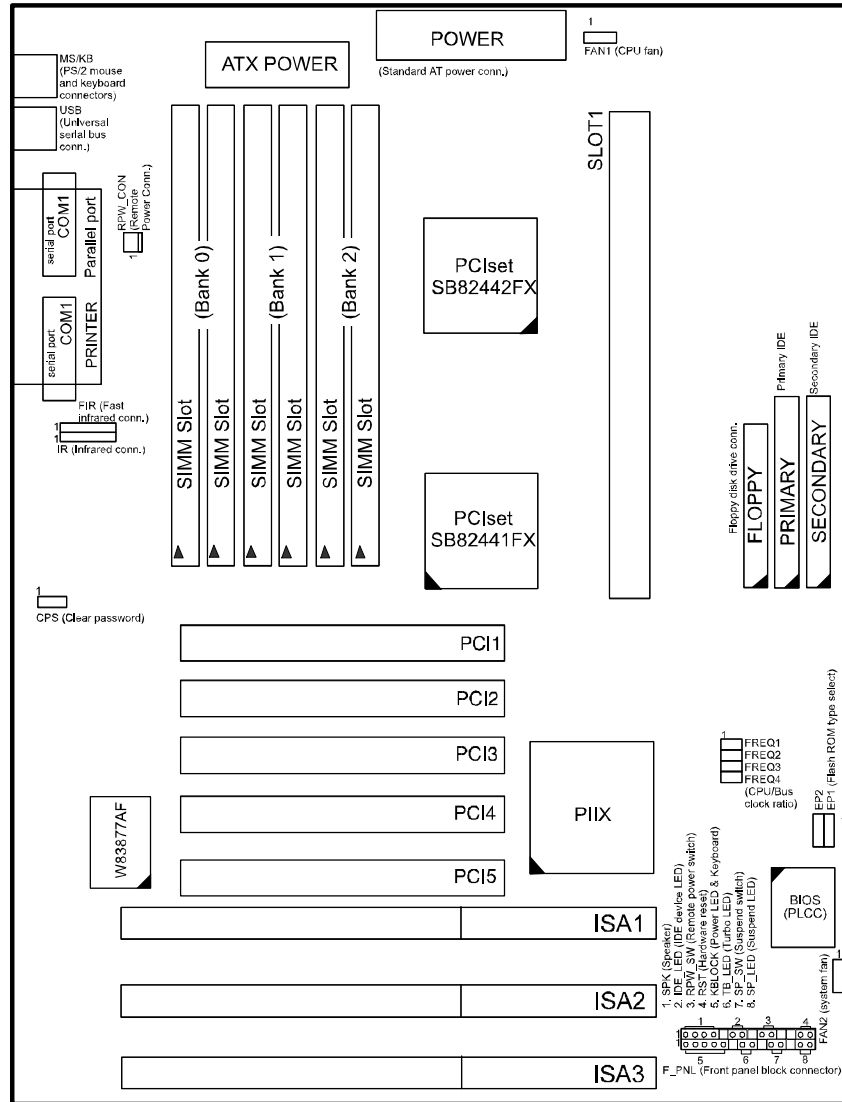 POWER
(Standard AT power conn.)
ATX POWER
1
FAN1 (CPU fan)
MS/KB
(PS/2 mouse
and keyboard
connectors)
USB
(Universal
serial bus
conn.)
serial port
COM1
Parallel port
1
RPW_CON
(Remote
Power Conn.)
serial port
COM1
PRINTER
FIR (Fast
infrared conn.)
1
1
IR (Infrared conn.)
(Bank 0)
(Bank 1)
(Bank 2)
SIMM Slot
SIMM Slot
SIMM Slot
SIMM Slot
SIMM Slot
SIMM Slot
PCIset
SB82442FX
PCIset
SB82441FX
SLOT1
Floppy disk drive conn.
FLOPPY
Primary IDE
PRIMARY
Secondary IDE
SECONDARY
1
CPS (Clear password)
PCI1
PCI2
PCI3
PCI4
PCI5
W83877AF
PIIX
1
FREQ1
FREQ2
FREQ3
FREQ4
(CPU/Bus
clock ratio)
EP2
EP1 (Flash ROM type select)
BIOS
(PLCC)
ISA1
ISA2
ISA3
1. SPK (Speaker)
2. IDE_LED (IDE device LED)
3. RPW_SW (Remote power switch)
4. RST (Hardware reset)
5. KBLOCK (Power LED & Keyboard)
6. TB_LED (Turbo LED)
7. SP_SW (Suspend switch)
8. SP_LED (Suspend LED)
1
FAN2 (system fan)
1 2 3 4
1
5 6 7 8
F_PNL (Front panel block connector)